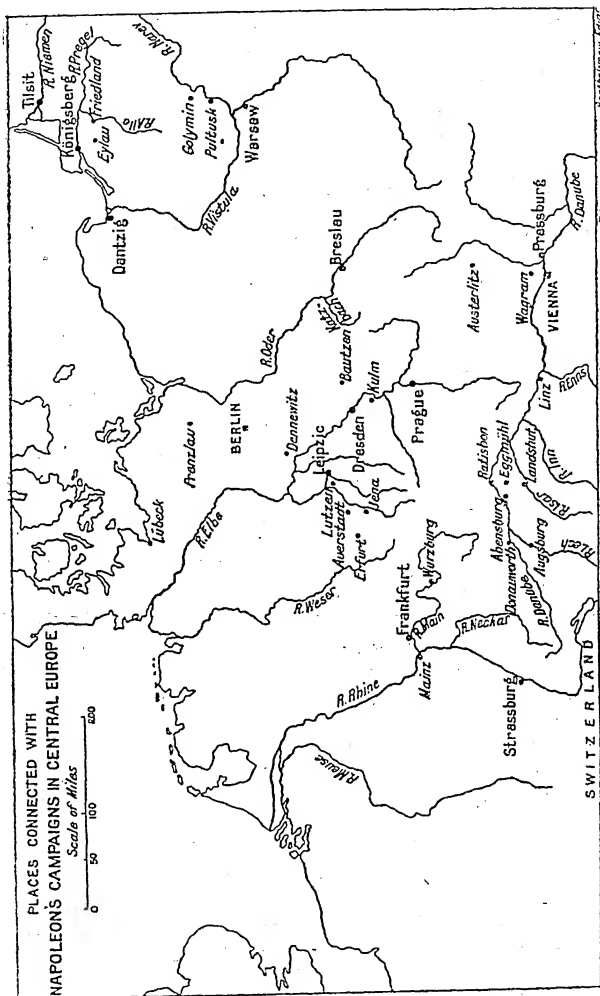 PLACES CONNECTED WITH
NAPOLEON'S CAMPAIGNS IN CENTRAL EUROPE
Scale of Miles
0 50 100 200
Tilsit
R. Niemen
Königsberg
R. Pregel
Friedland
Eylau
R. Alle
R. Narev
Dantzig
Golymin
Pultusk
Warsaw
R. Vistula
Lübeck
Prenzlau
BERLIN
R. Elbe
R. Oder
Dennewitz
Breslau
Katz-
bach
Bautzen
Leipzic
Lutzen
Auerstadt
Dresden
Kulm
Jena
Erfurt
R. Weser
Prague
R. Rhine
R. Meuse
Frankfurt
R. Main
Mainz
Wurzburg
R. Neckar
Strassburg
Austerlitz
Pressburg
Wagram
VIENNA
R. Danube
Linz
R. Enns
Ratisbon
Eggmühl
Abensburg
Landshut
Donauworth
R. Danube
Augsburg
R. Inn
R. Isar
R. Lech
SWITZERLAND